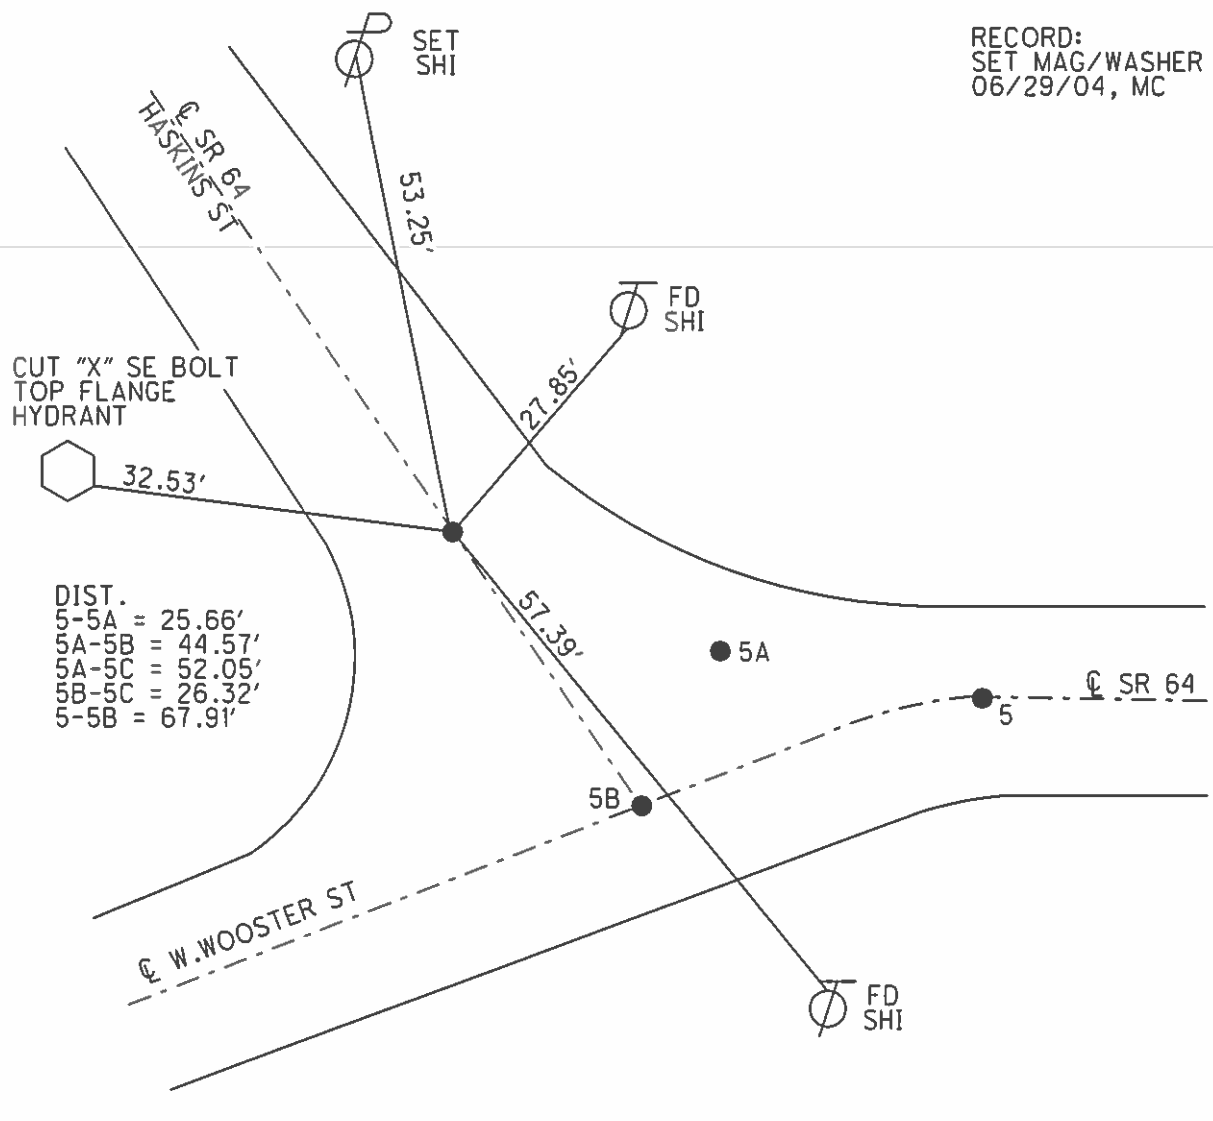 SET
SHI
RECORD:
SET MAG/WASHER
06/29/04, MC
℄ SR 64
HASKINS ST
53.25'
FD
SHI
CUT "X" SE BOLT
TOP FLANGE
HYDRANT
27.85'
32.53'
DIST.
5-5A = 25.66'
5A-5B = 44.57'
5A-5C = 52.05'
5B-5C = 26.32'
5-5B = 67.91'
57.39'
5A
℄ SR 64
5
5B
℄ W.WOOSTER ST
FD
SHI